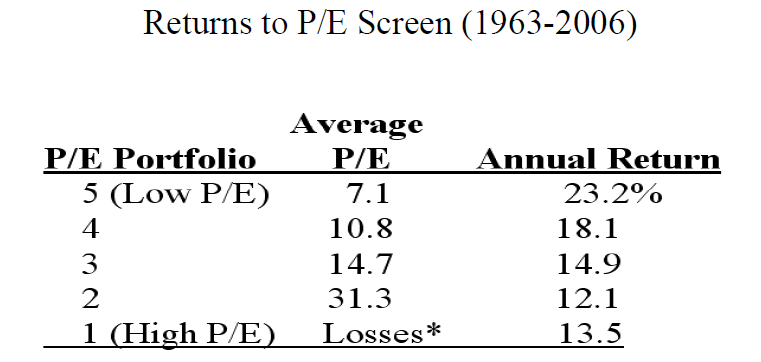 Returns to P/E Screen (1963-2006)
Average
P/E Portfolio P/E Annual Return
5 (Low P/E) 7.1 23.2%
4 10.8 18.1
3 14.7 14.9
2 31.3 12.1
1 (High P/E) Losses* 13.5